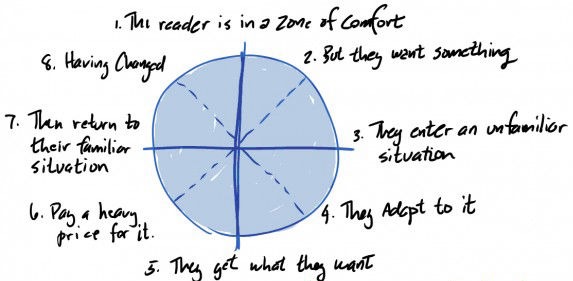 1. The reader is in a Zone of Comfort
2. But they want something
3. They enter an unfamiliar
situation
4. They Adapt to it
5. They get what they want
6. Pay a heavy
price for it.
7. Then return to
their familiar
situation
8. Having Changed